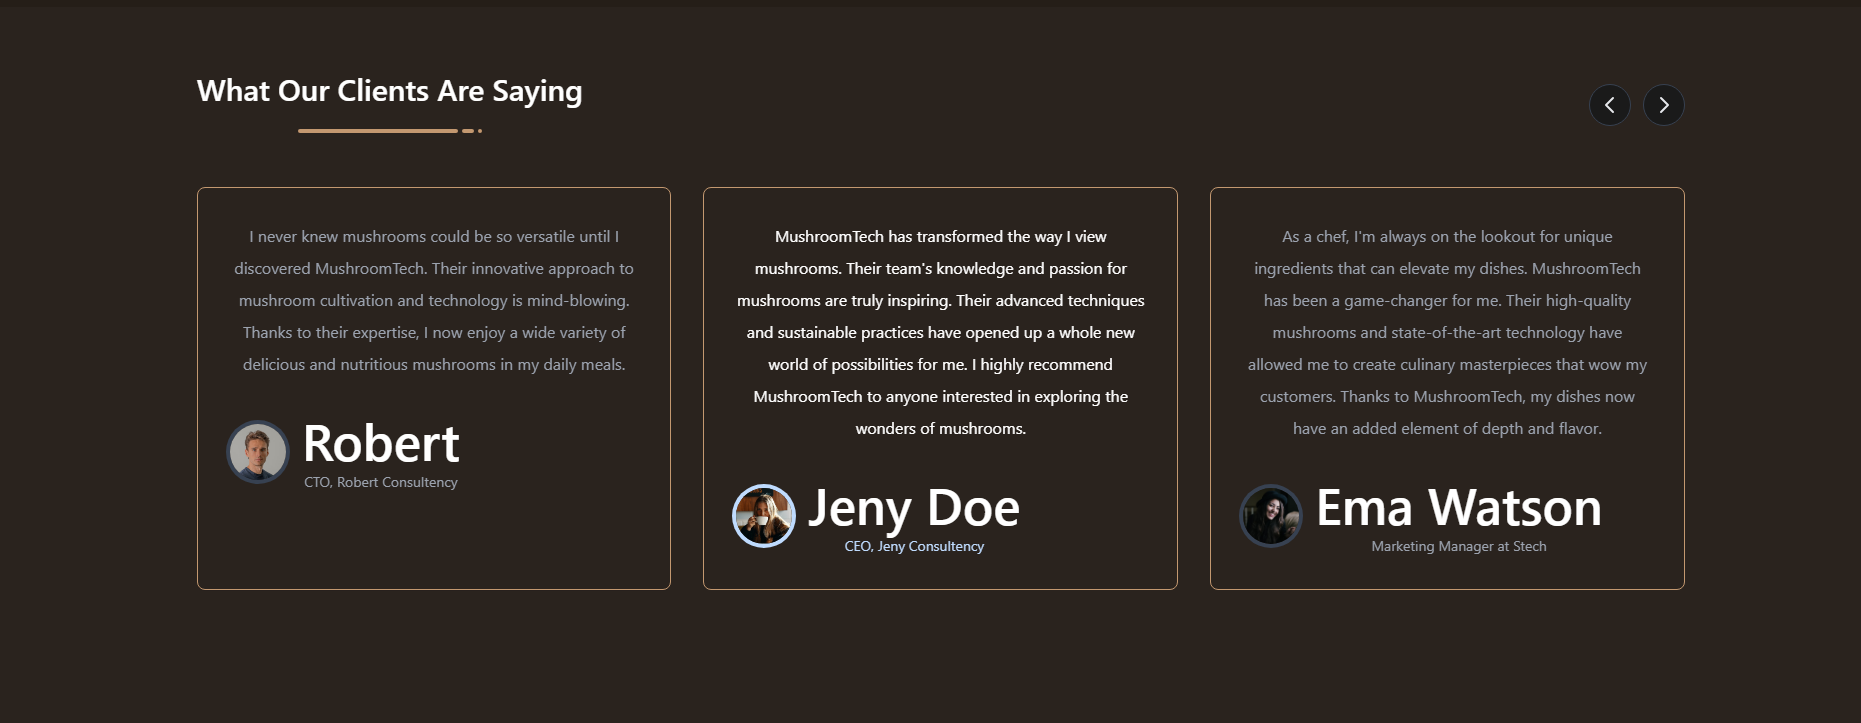 What Our Clients Are Saying
I never knew mushrooms could be so versatile until I
discovered MushroomTech. Their innovative approach to
mushroom cultivation and technology is mind-blowing.
Thanks to their expertise, I now enjoy a wide variety of
delicious and nutritious mushrooms in my daily meals.
Robert
CTO, Robert Consultency
MushroomTech has transformed the way I view
mushrooms. Their team's knowledge and passion for
mushrooms are truly inspiring. Their advanced techniques
and sustainable practices have opened up a whole new
world of possibilities for me. I highly recommend
MushroomTech to anyone interested in exploring the
wonders of mushrooms.
Jeny Doe
CEO, Jeny Consultency
As a chef, I'm always on the lookout for unique
ingredients that can elevate my dishes. MushroomTech
has been a game-changer for me. Their high-quality
mushrooms and state-of-the-art technology have
allowed me to create culinary masterpieces that wow my
customers. Thanks to MushroomTech, my dishes now
have an added element of depth and flavor.
Ema Watson
Marketing Manager at Stech